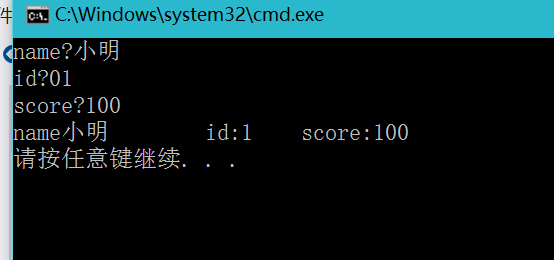 件
C:\Windows\system32\cmd.exe
name?小明
id?01
score?100
name小明 id:1 score:100
请按任意键继续. . .